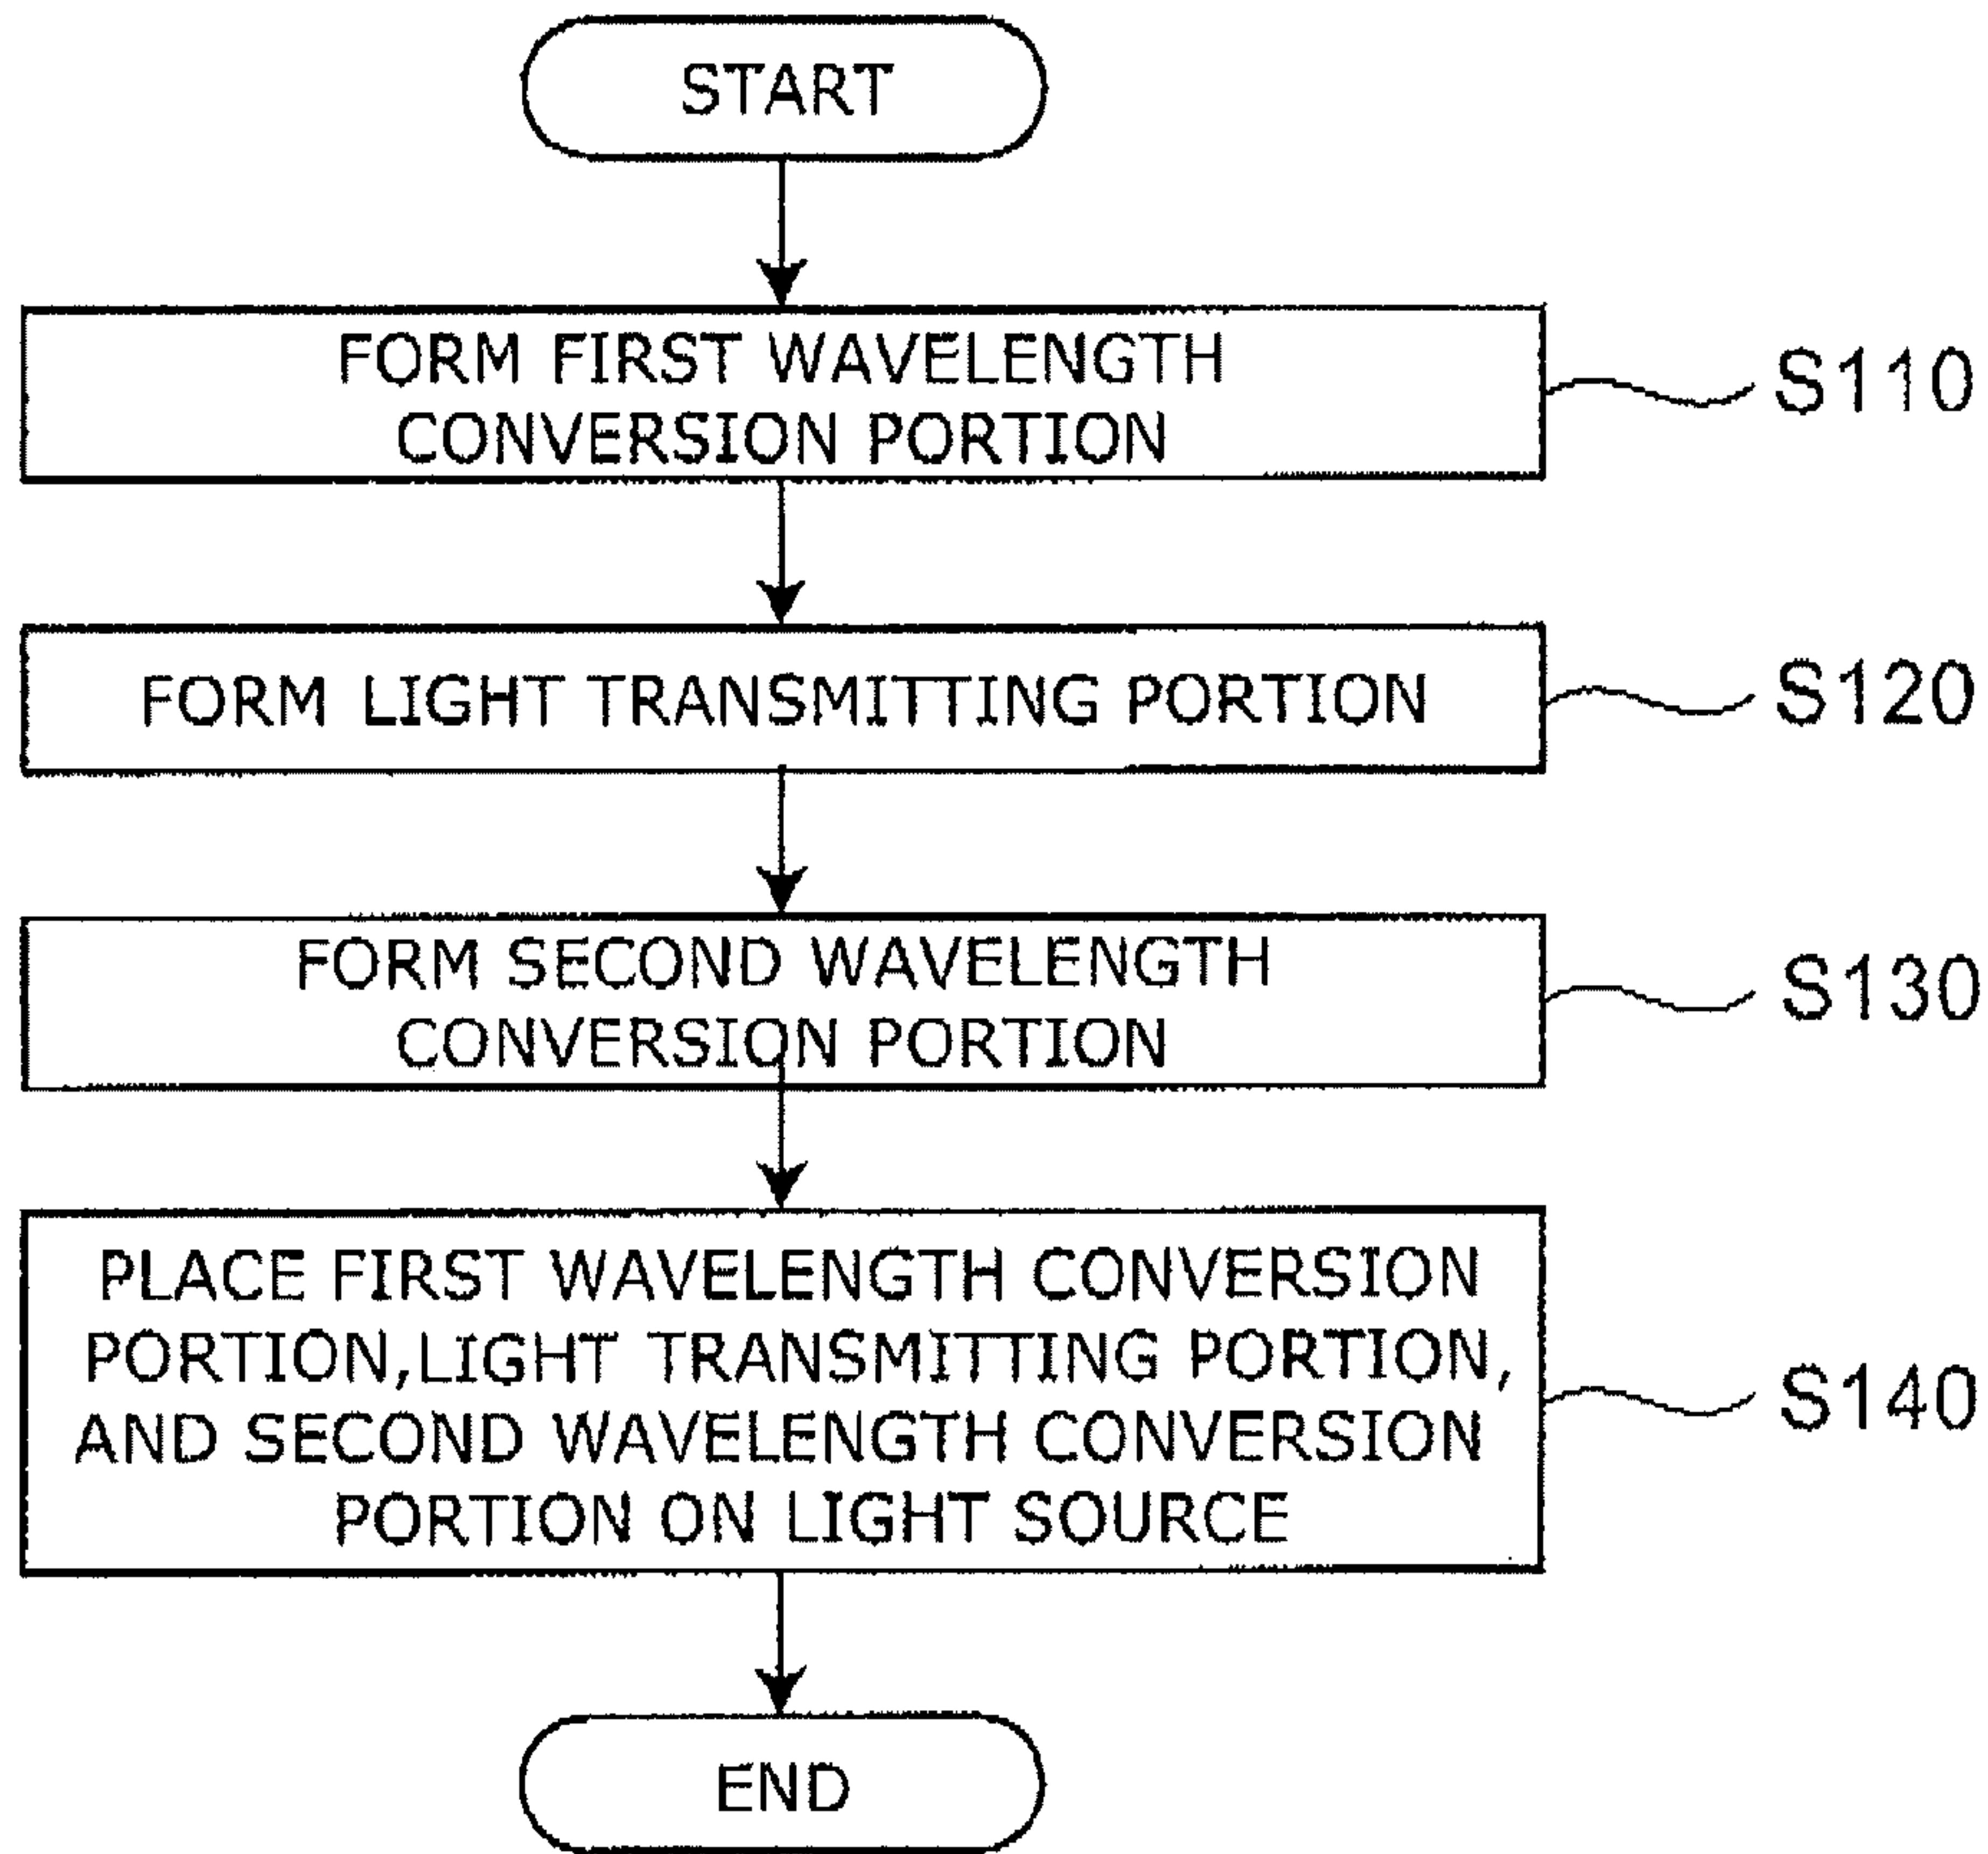 START
FORM FIRST WAVELENGTH
CONVERSION PORTION
S110
FORM LIGHT TRANSMITTING PORTION
S120
FORM SECOND WAVELENGTH
CONVERSION PORTION
S130
PLACE FIRST WAVELENGTH CONVERSION
PORTION,LIGHT TRANSMITTING PORTION,
AND SECOND WAVELENGTH CONVERSION
PORTION ON LIGHT SOURCE
S140
END